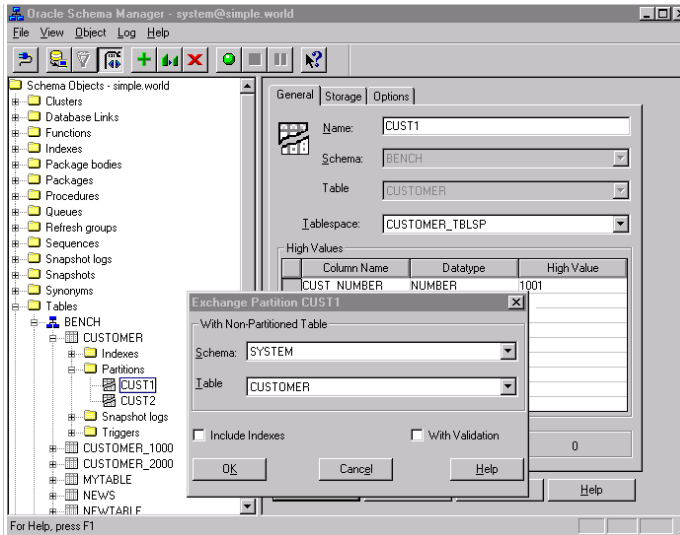 Oracle Schema Manager - system@simple.world
File View Object Log Help
Schema Objects - simple.world
Clusters
Database Links
Functions
Indexes
Package bodies
Packages
Procedures
Queues
Refresh groups
Sequences
Snapshot logs
Snapshots
Synonyms
Tables
BENCH
CUSTOMER
Indexes
Partitions
CUST1
CUST2
Snapshot logs
Triggers
CUSTOMER_1000
CUSTOMER_2000
MYTABLE
NEWS
NEWTABLE
General Storage Options
Name: CUST1
Schema: BENCH
Table CUSTOMER
Tablespace: CUSTOMER_TBLSP
High Values
Column Name Datatype High Value
CUST_NUMBER NUMBER 1001
0
Help
Exchange Partition CUST1
With Non-Partitioned Table
Schema: SYSTEM
Table CUSTOMER
Include Indexes With Validation
OK Cancel Help
For Help, press F1